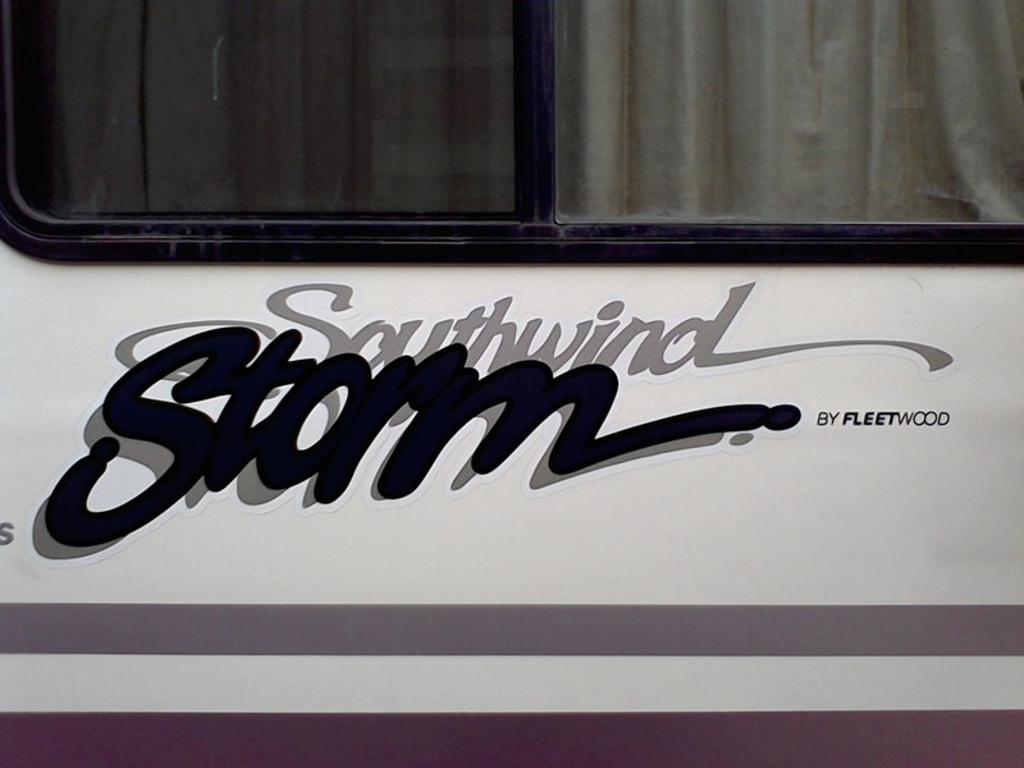 Southwind
Storm
BY FLEETWOOD
s